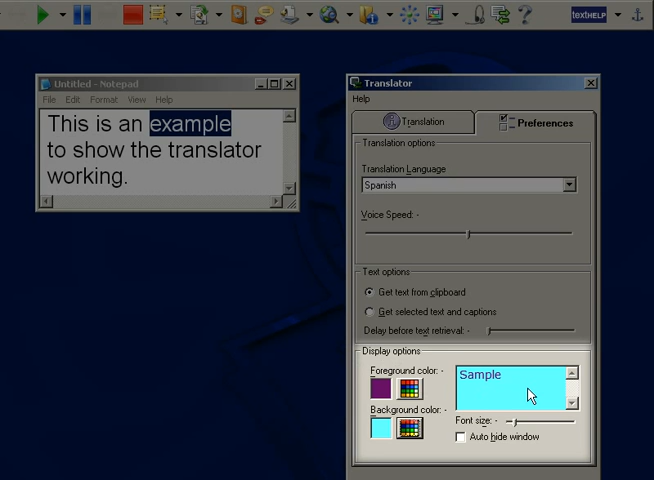 textHELP
Untitled - Notepad
File Edit Format View Help
This is an example
to show the translator
working.
Translator
Help
Translation
Preferences
Translation options
Translation Language
Spanish
Voice Speed: -
Text options
Get text from clipboard
Get selected text and captions
Delay before text retrieval: -
Display options
Foreground color: -
Sample
Background color: -
Font size: -
Auto hide window